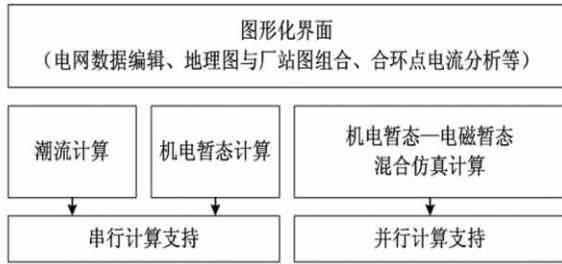 图形化界面
（电网数据编辑、地理图与厂站图组合、合环点电流分析等）
潮流计算
机电暂态计算
机电暂态—电磁暂态
混合仿真计算
串行计算支持
并行计算支持